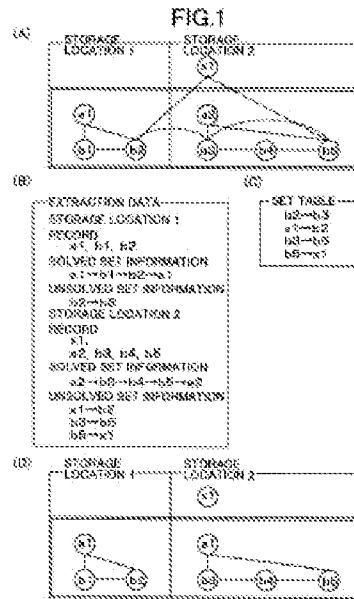 FIG.1
(A)
STORAGE LOCATION 1
STORAGE LOCATION 2
x1
a1
a2
b1
b2
b3
b4
b5
(B)
(C)
EXTRACTION DATA
STORAGE LOCATION 1
RECORD
a1, b1, b2
SOLVED SET INFORMATION
a1→b1→b2→a1
UNSOLVED SET INFORMATION
b2→b3
STORAGE LOCATION 2
RECORD
x1,
a2, b3, b4, b5
SOLVED SET INFORMATION
a2→b3→b4→b5→a2
UNSOLVED SET INFORMATION
x1→b2
b3→b5
b5→x1
SET TABLE
b2→b3
x1→b2
b3→b5
b5→x1
(D)
STORAGE LOCATION 1
STORAGE LOCATION 2
x1
a1
a1
b1
b2
b3
b4
b5